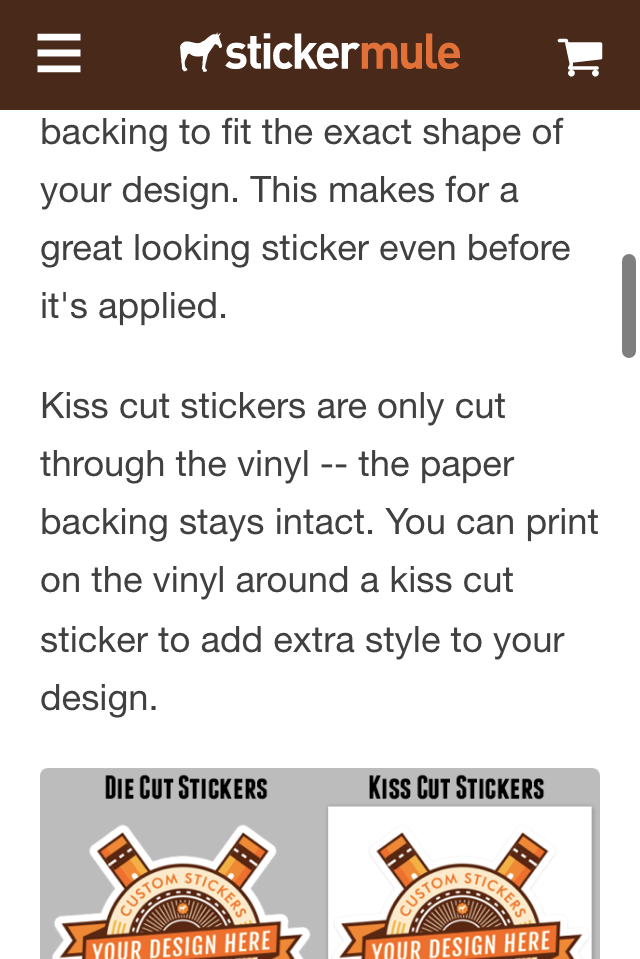 stickermule
backing to fit the exact shape of
your design. This makes for a
great looking sticker even before
it's applied.
Kiss cut stickers are only cut
through the vinyl -- the paper
backing stays intact. You can print
on the vinyl around a kiss cut
sticker to add extra style to your
design.
DIE CUT STICKERS
KISS CUT STICKERS
CUSTOM STICKERS
YOUR DESIGN HERE
CUSTOM STICKERS
YOUR DESIGN HERE